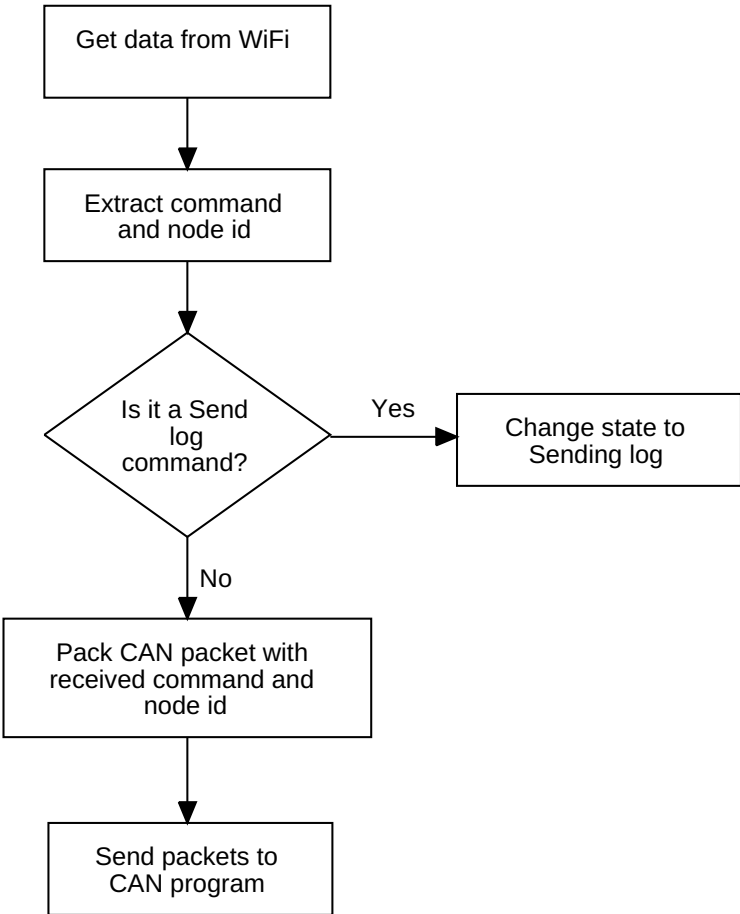 Get data from WiFi
Extract command
and node id
Is it a Send
log
command?
Yes
Change state to
Sending log
No
Pack CAN packet with
received command and
node id
Send packets to
CAN program